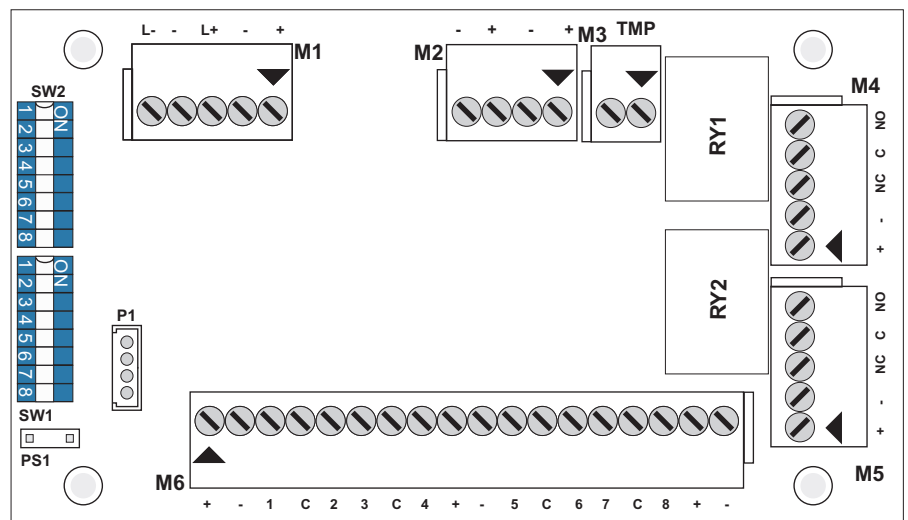 L- - L+ - +
M1
- + - +
M2
M3 TMP
SW2
1 2 3 4 5 6 7 8
ON
1 2 3 4 5 6 7 8
ON
SW1
PS1
P1
RY1
RY2
M4
NO
C
NC
-
+
NO
C
NC
-
+
M5
M6
+ - 1 C 2 3 C 4 + - 5 C 6 7 C 8 + -